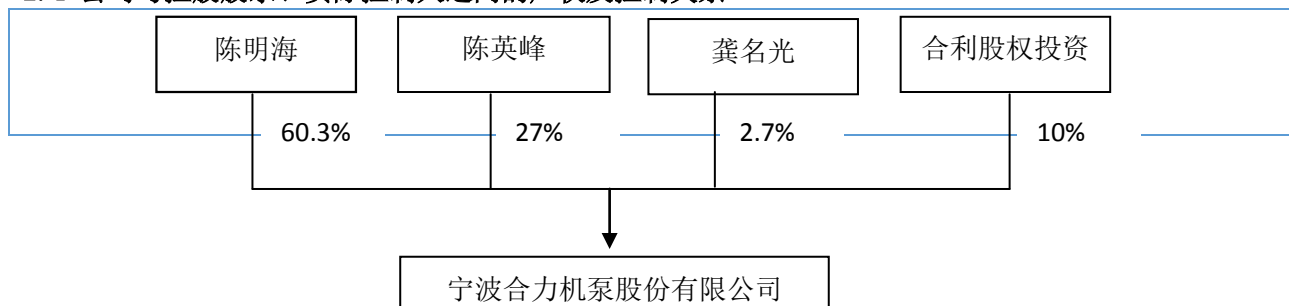 陈明海
陈英峰
龚名光
合利股权投资
60.3%
27%
2.7%
10%
宁波合力机泵股份有限公司